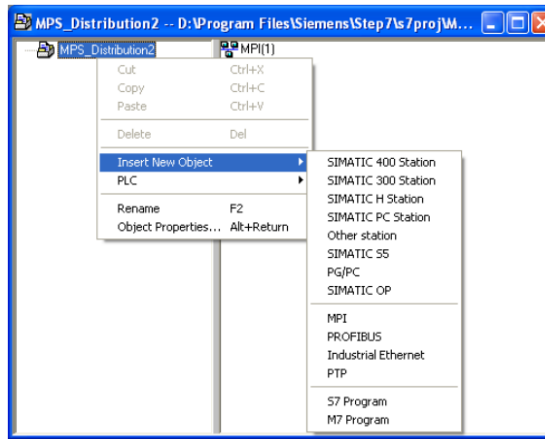 MPS_Distribution2 -- D:\Program Files\Siemens\Step7\s7proj\M...
MPS_Distribution2
MPI(1)
Cut Ctrl+X
Copy Ctrl+C
Paste Ctrl+V
Delete Del
Insert New Object
PLC
Rename F2
Object Properties... Alt+Return
SIMATIC 400 Station
SIMATIC 300 Station
SIMATIC H Station
SIMATIC PC Station
Other station
SIMATIC S5
PG/PC
SIMATIC OP
MPI
PROFIBUS
Industrial Ethernet
PTP
S7 Program
M7 Program